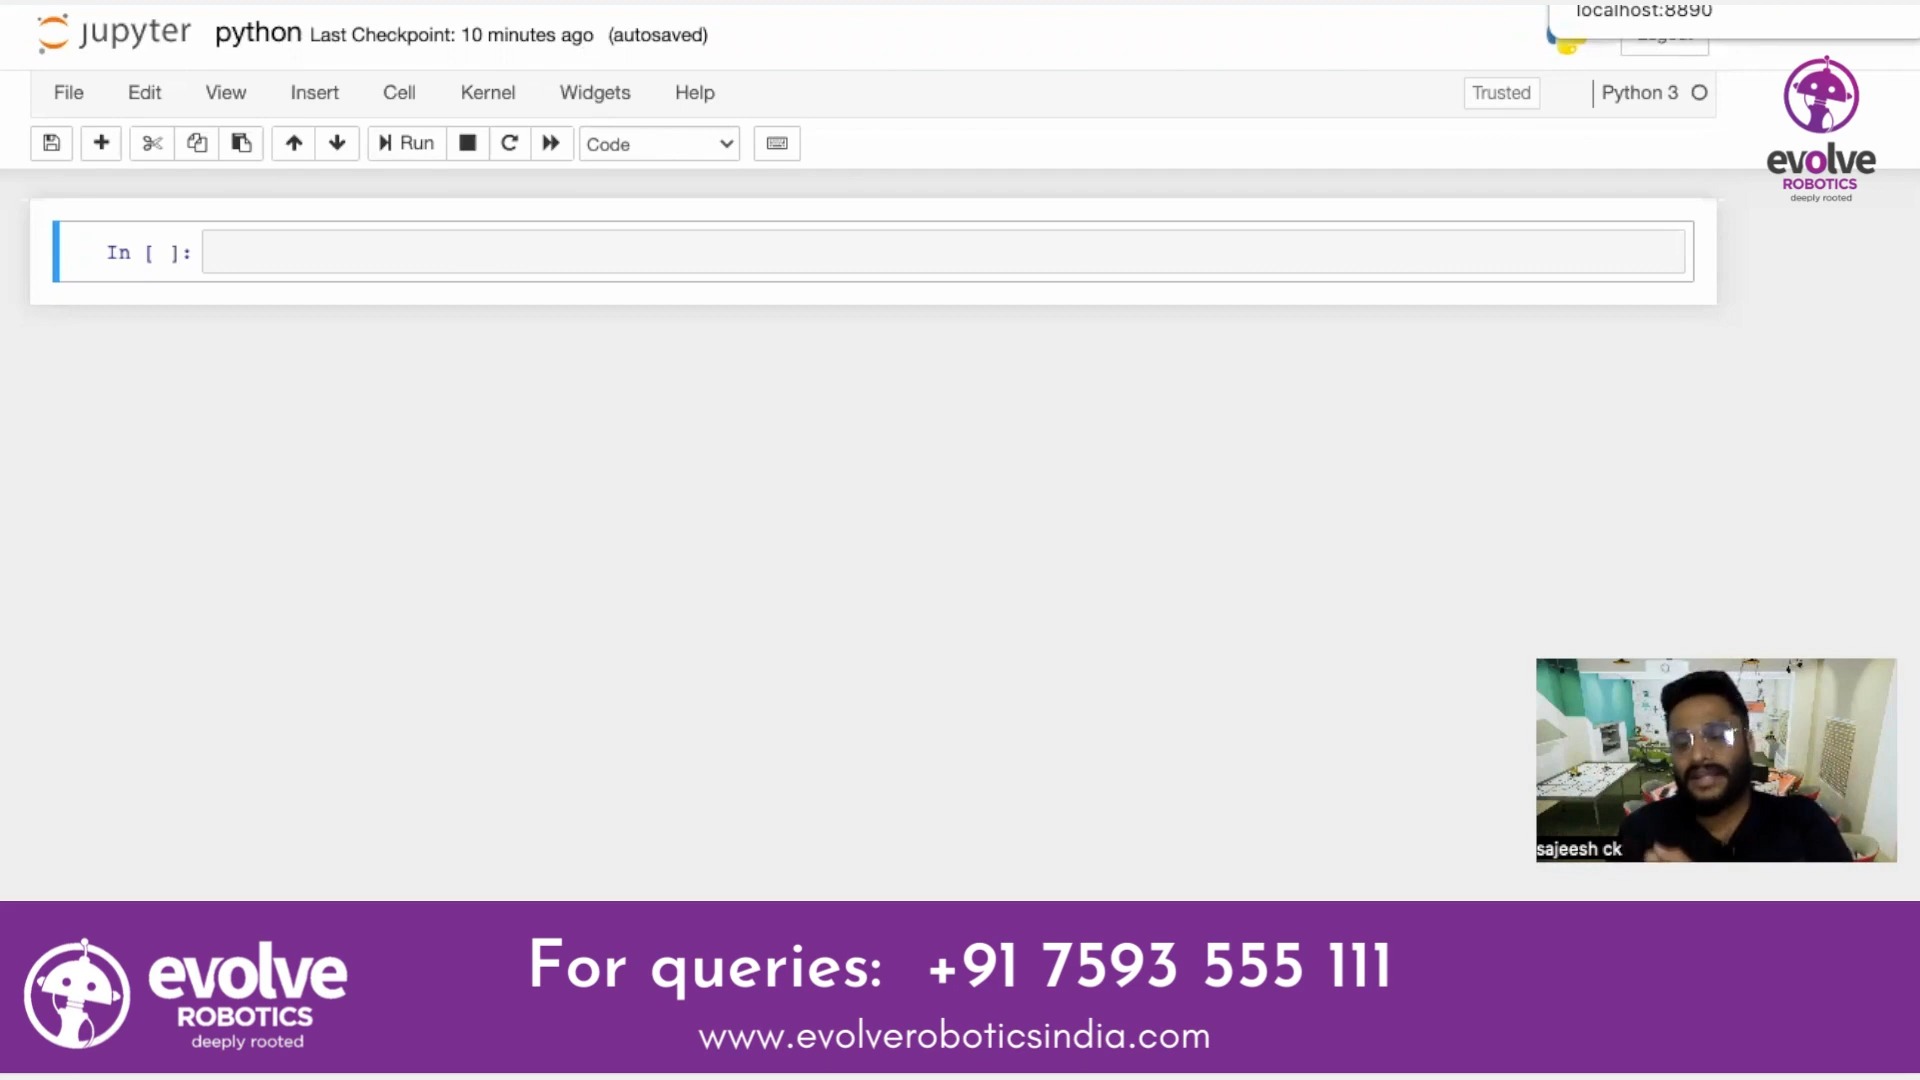 localhost:8890
jupyter python Last Checkpoint: 10 minutes ago (autosaved)
File Edit View Insert Cell Kernel Widgets Help Trusted Python 3
Run Code
evolve
ROBOTICS
deeply rooted
In [ ]:
sajeesh ck
evolve
ROBOTICS
deeply rooted
For queries: +91 7593 555 111
www.evolveroboticsindia.com